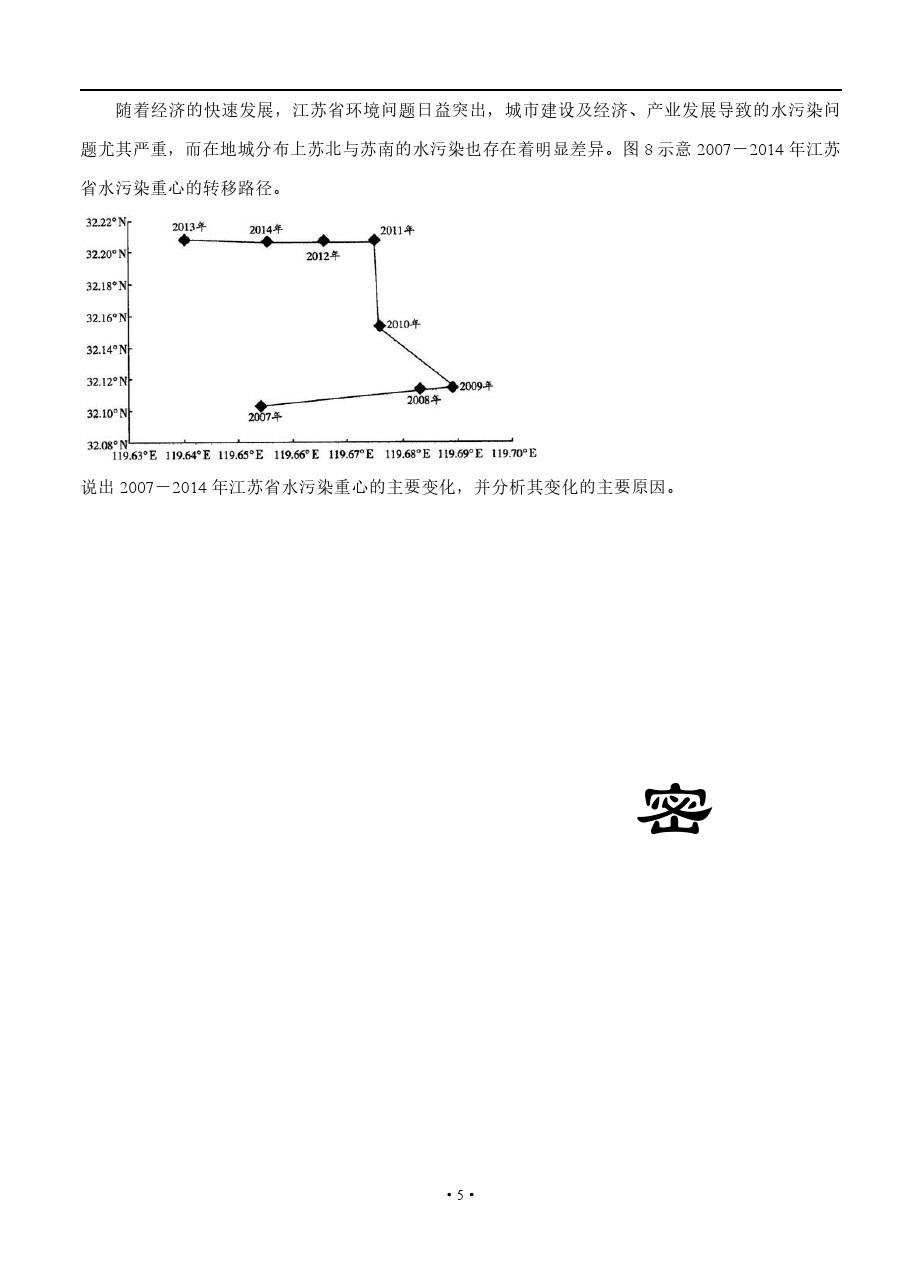 随着经济的快速发展，江苏省环境问题日益突出，城市建设及经济、产业发展导致的水污染问
题尤其严重，而在地城分布上苏北与苏南的水污染也存在着明显差异。图 8 示意 2007－2014 年江苏
省水污染重心的转移路径。
32.22°N
2013年
2014年
2011年
32.20°N
2012年
32.18°N
32.16°N
2010年
32.14°N
32.12°N
2009年
2008年
32.10°N
2007年
32.08°N
119.63°E 119.64°E 119.65°E 119.66°E 119.67°E 119.68°E 119.69°E 119.70°E
说出 2007－2014 年江苏省水污染重心的主要变化，并分析其变化的主要原因。
密
·5·